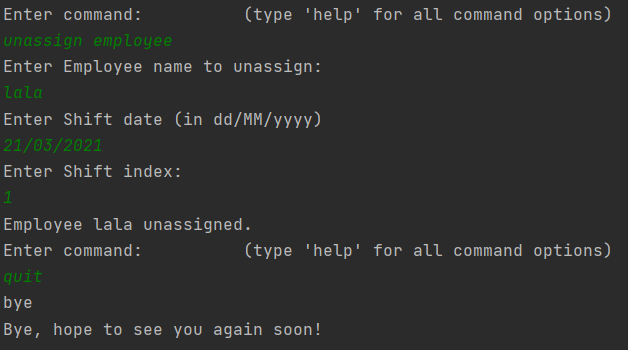 Enter command:          (type 'help' for all command options)
unassign employee
Enter Employee name to unassign:
lala
Enter Shift date (in dd/MM/yyyy)
21/03/2021
Enter Shift index:
1
Employee lala unassigned.
Enter command:          (type 'help' for all command options)
quit
bye
Bye, hope to see you again soon!